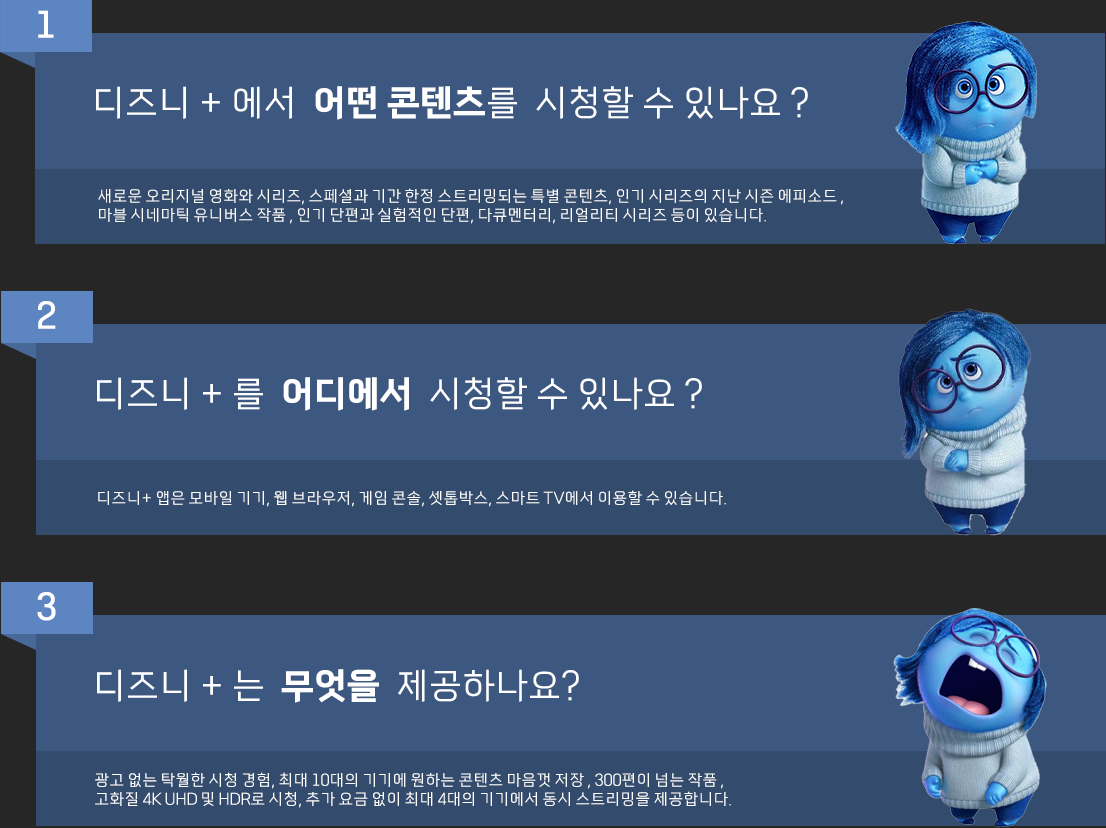 1
디즈니 + 에서 어떤 콘텐츠를 시청할 수 있나요 ?
새로운 오리지널 영화와 시리즈, 스페셜과 기간 한정 스트리밍되는 특별 콘텐츠, 인기 시리즈의 지난 시즌 에피소드 ,
마블 시네마틱 유니버스 작품 , 인기 단편과 실험적인 단편, 다큐멘터리, 리얼리티 시리즈 등이 있습니다.
2
디즈니 + 를 어디에서 시청할 수 있나요 ?
디즈니+ 앱은 모바일 기기, 웹 브라우저, 게임 콘솔, 셋톱박스, 스마트 TV에서 이용할 수 있습니다.
3
디즈니 + 는 무엇을 제공하나요?
광고 없는 탁월한 시청 경험, 최대 10대의 기기에 원하는 콘텐츠 마음껏 저장 , 300편이 넘는 작품 ,
고화질 4K UHD 및 HDR로 시청, 추가 요금 없이 최대 4대의 기기에서 동시 스트리밍을 제공합니다.